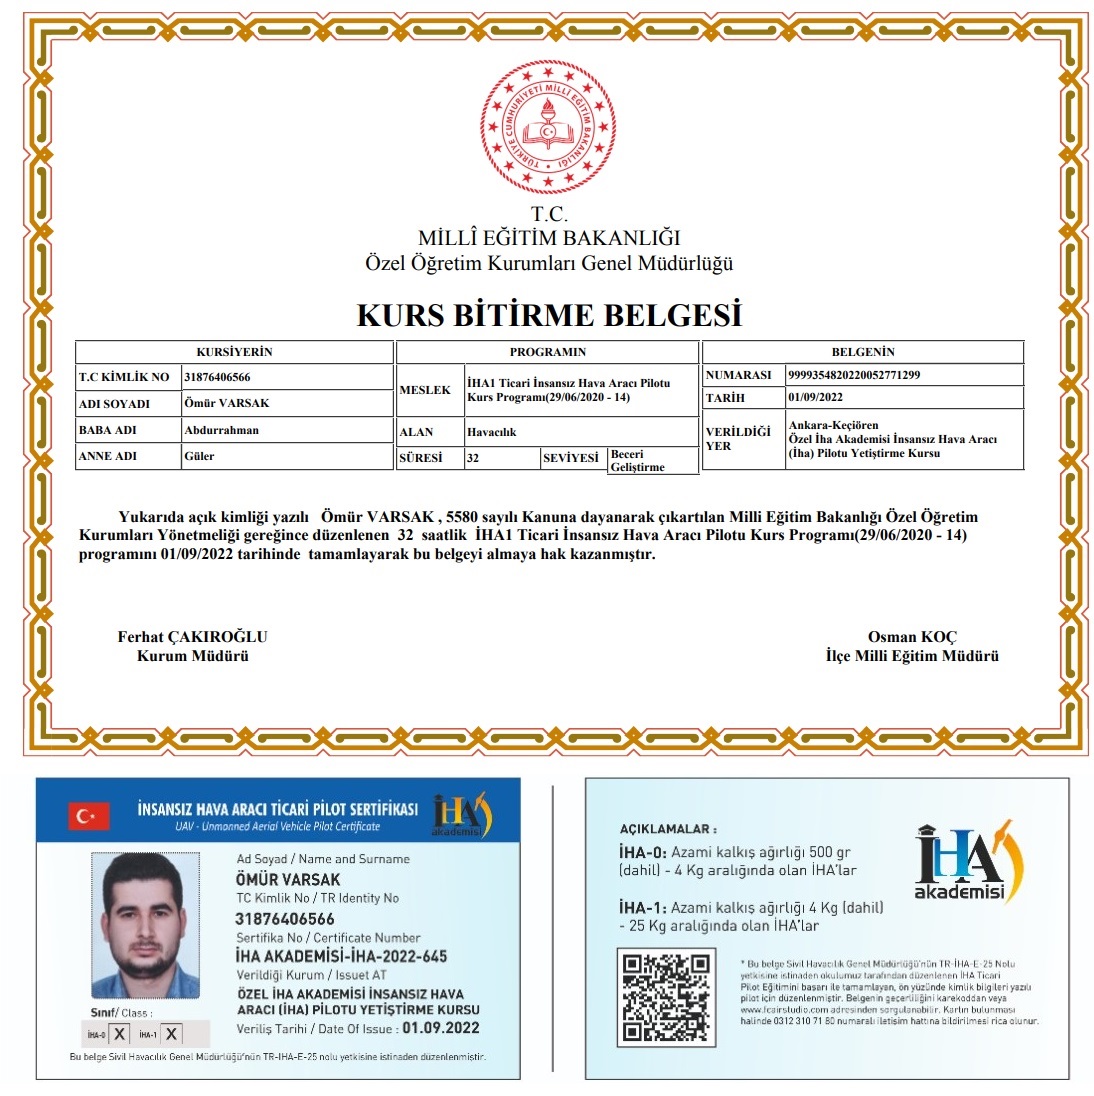 TÜRKİYE CUMHURİYETİ MİLLÎ EĞİTİM BAKANLIĞI
T.C.
MİLLÎ EĞİTİM BAKANLIĞI
Özel Öğretim Kurumları Genel Müdürlüğü
KURS BİTİRME BELGESİ
KURSİYERİN
T.C KİMLİK NO 31876406566
ADI SOYADI Ömür VARSAK
BABA ADI Abdurrahman
ANNE ADI Güler
PROGRAMIN
MESLEK İHA1 Ticari İnsansız Hava Aracı Pilotu
Kurs Programı(29/06/2020 - 14)
ALAN Havacılık
SÜRESİ 32 SEVİYESİ Beceri
Geliştirme
BELGENİN
NUMARASI 9999354820220052771299
TARİH 01/09/2022
VERİLDİĞİ YER Ankara-Keçiören
Özel İha Akademisi İnsansız Hava Aracı
(İha) Pilotu Yetiştirme Kursu
Yukarıda açık kimliği yazılı Ömür VARSAK , 5580 sayılı Kanuna dayanarak çıkartılan Milli Eğitim Bakanlığı Özel Öğretim
Kurumları Yönetmeliği gereğince düzenlenen 32 saatlik İHA1 Ticari İnsansız Hava Aracı Pilotu Kurs Programı(29/06/2020 - 14)
programını 01/09/2022 tarihinde tamamlayarak bu belgeyi almaya hak kazanmıştır.
Ferhat ÇAKIROĞLU
Kurum Müdürü
Osman KOÇ
İlçe Milli Eğitim Müdürü
İNSANSIZ HAVA ARACI TİCARİ PİLOT SERTİFİKASI
UAV - Unmonned Aerial Vehicle Pilot Certificate
İHA akademisi
Ad Soyad / Name and Surname
ÖMÜR VARSAK
TC Kimlik No / TR Identity No
31876406566
Sertifika No / Certificate Number
İHA AKADEMİSİ-İHA-2022-645
Verildiği Kurum / Issuet AT
ÖZEL İHA AKADEMİSİ İNSANSIZ HAVA
ARACI (İHA) PİLOTU YETİŞTİRME KURSU
Veriliş Tarihi / Date Of Issue : 01.09.2022
Sınıf/ Class :
İHA-0 X İHA-1 X
Bu belge Sivil Havacılık Genel Müdürlüğü'nün TR-İHA-E-25 nolu yetkisine istinaden düzenlenmiştir.
AÇIKLAMALAR :
İHA-0: Azami kalkış ağırlığı 500 gr
(dahil) - 4 Kg aralığında olan İHA'lar
İHA-1: Azami kalkış ağırlığı 4 Kg (dahil)
- 25 Kg aralığında olan İHA'lar
İHA
akademisi
* Bu belge Sivil Havacılık Genel Müdürlüğü'nün TR-İHA-E-25 Nolu
yetkisine istinaden okulumuz tarafından düzenlenen İHA Ticari
Pilot Eğitimini başarı ile tamamlayan, ön yüzünde kimlik bilgileri yazılı
pilot için düzenlenmiştir. Belgenin geçerliliğini karekoddan veya
www.fcairstudio.com adresinden sorgulanabilir. Kartın bulunması
halinde 0312 310 71 80 numaralı iletişim hattına bildirilmesi rica olunur.